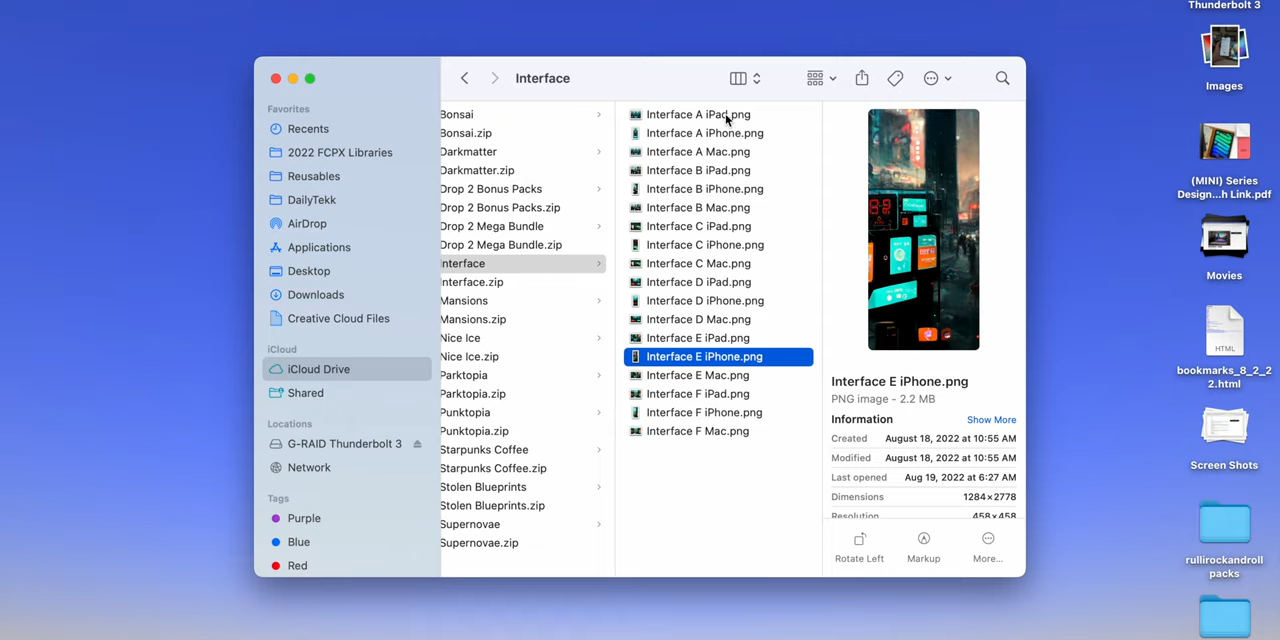 Thunderbolt 3
Interface
Favorites
Recents
2022 FCPX Libraries
Reusables
DailyTekk
AirDrop
Applications
Desktop
Downloads
Creative Cloud Files
iCloud
iCloud Drive
Shared
Locations
G-RAID Thunderbolt 3
Network
Tags
Purple
Blue
Red
Bonsai
Bonsai.zip
Darkmatter
Darkmatter.zip
Drop 2 Bonus Packs
Drop 2 Bonus Packs.zip
Drop 2 Mega Bundle
Drop 2 Mega Bundle.zip
Interface
Interface.zip
Mansions
Mansions.zip
Nice Ice
Nice Ice.zip
Parktopia
Parktopia.zip
Punktopia
Punktopia.zip
Starpunks Coffee
Starpunks Coffee.zip
Stolen Blueprints
Stolen Blueprints.zip
Supernovae
Supernovae.zip
Interface A iPad.png
Interface A iPhone.png
Interface A Mac.png
Interface B iPad.png
Interface B iPhone.png
Interface B Mac.png
Interface C iPad.png
Interface C iPhone.png
Interface C Mac.png
Interface D iPad.png
Interface D iPhone.png
Interface D Mac.png
Interface E iPad.png
Interface E iPhone.png
Interface E Mac.png
Interface F iPad.png
Interface F iPhone.png
Interface F Mac.png
Interface E iPhone.png
PNG image - 2.2 MB
Information Show More
Created August 18, 2022 at 10:55 AM
Modified August 18, 2022 at 10:55 AM
Last opened Aug 19, 2022 at 6:27 AM
Dimensions 1284×2778
Resolution 458×458
Rotate Left
Markup
More...
Images
(MINI) Series
Design...h Link.pdf
Movies
HTML
bookmarks_8_2_2
2.html
Screen Shots
rullirockandroll
packs